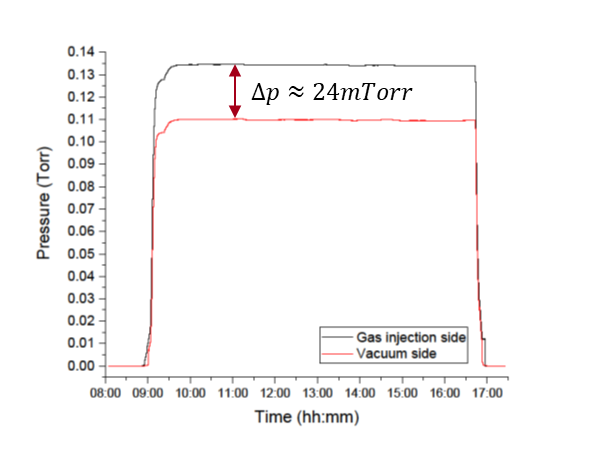 0.14
0.13
0.12
0.11
0.10
0.09
0.08
0.07
0.06
0.05
0.04
0.03
0.02
0.01
0.00
Pressure (Torr)
Δp ≈ 24mTorr
Gas injection side
Vacuum side
08:00 09:00 10:00 11:00 12:00 13:00 14:00 15:00 16:00 17:00
Time (hh:mm)